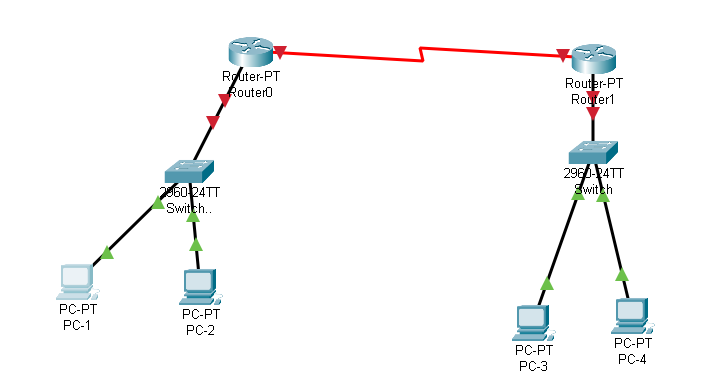 Router-PT
Router0
Router-PT
Router1
2960-24TT
Switch..
2960-24TT
Switch
PC-PT
PC-1
PC-PT
PC-2
PC-PT
PC-3
PC-PT
PC-4